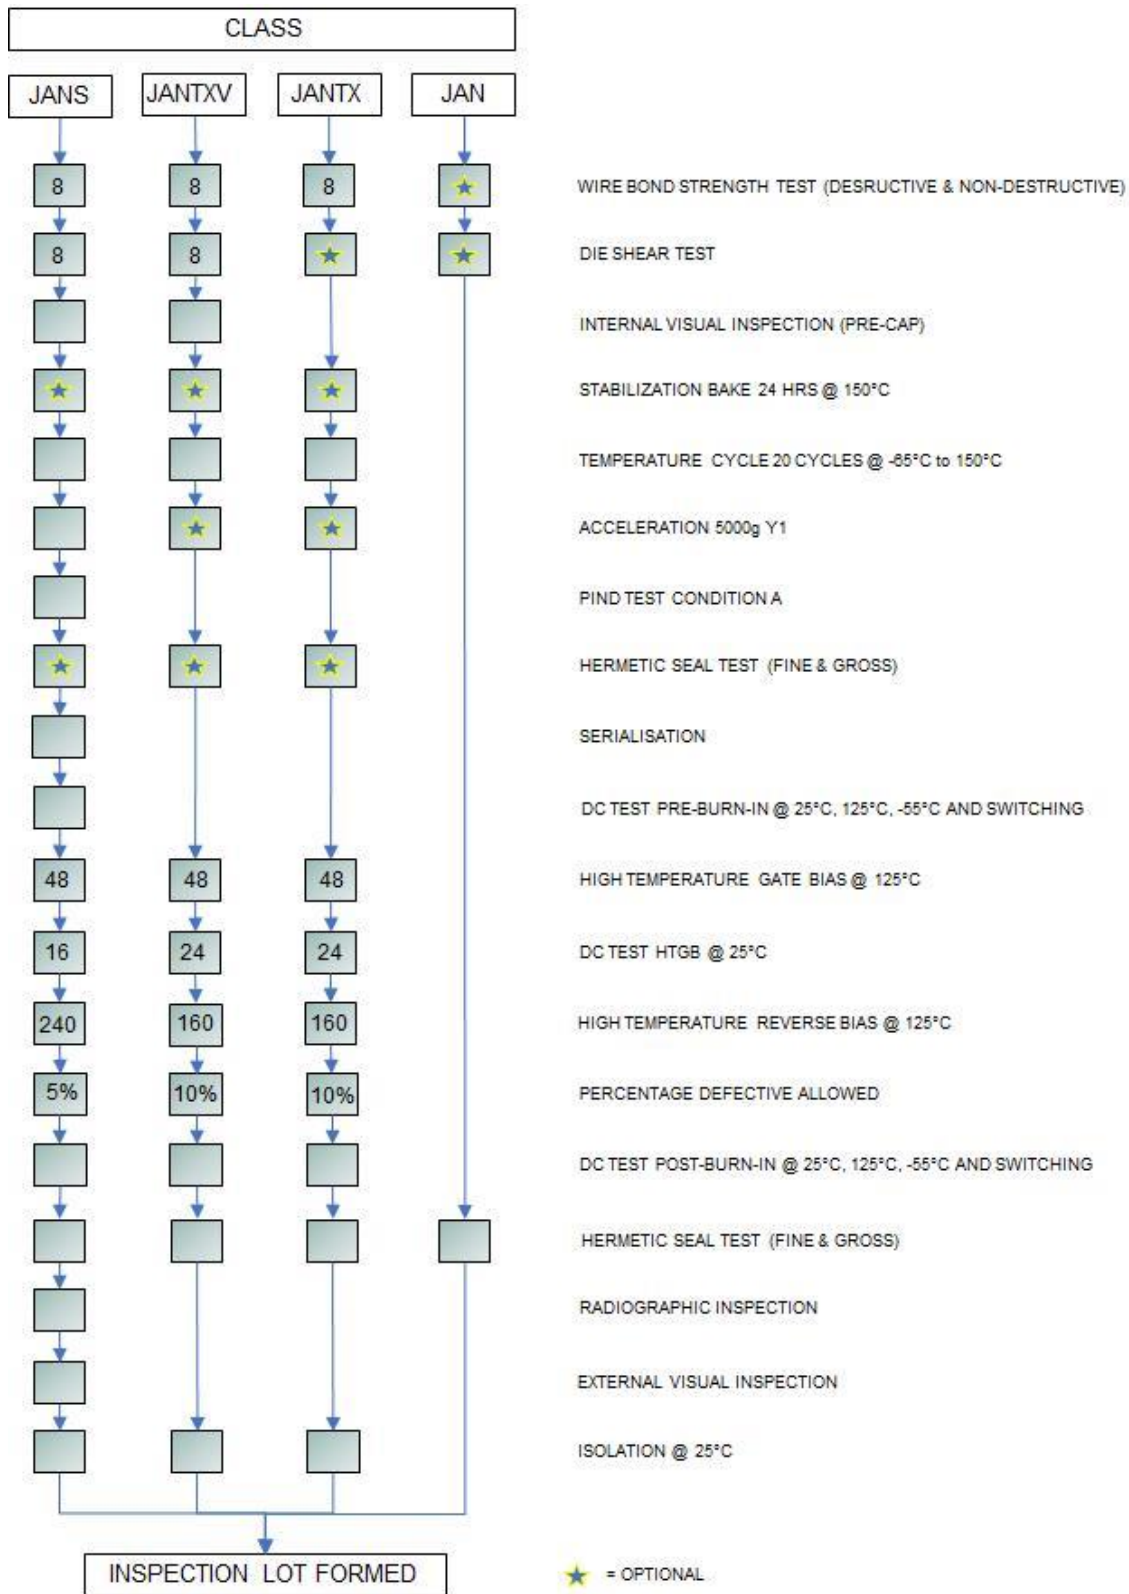 CLASS
JANS JANTXV JANTX JAN
8 8 8 WIRE BOND STRENGTH TEST (DESRUCTIVE & NON-DESTRUCTIVE)
8 8 DIE SHEAR TEST
INTERNAL VISUAL INSPECTION (PRE-CAP)
STABILIZATION BAKE 24 HRS @ 150°C
TEMPERATURE CYCLE 20 CYCLES @ -65°C to 150°C
ACCELERATION 5000g Y1
PIND TEST CONDITION A
HERMETIC SEAL TEST (FINE & GROSS)
SERIALISATION
DC TEST PRE-BURN-IN @ 25°C, 125°C, -55°C AND SWITCHING
48 48 48 HIGH TEMPERATURE GATE BIAS @ 125°C
16 24 24 DC TEST HTGB @ 25°C
240 160 160 HIGH TEMPERATURE REVERSE BIAS @ 125°C
5% 10% 10% PERCENTAGE DEFECTIVE ALLOWED
DC TEST POST-BURN-IN @ 25°C, 125°C, -55°C AND SWITCHING
HERMETIC SEAL TEST (FINE & GROSS)
RADIOGRAPHIC INSPECTION
EXTERNAL VISUAL INSPECTION
ISOLATION @ 25°C
INSPECTION LOT FORMED = OPTIONAL